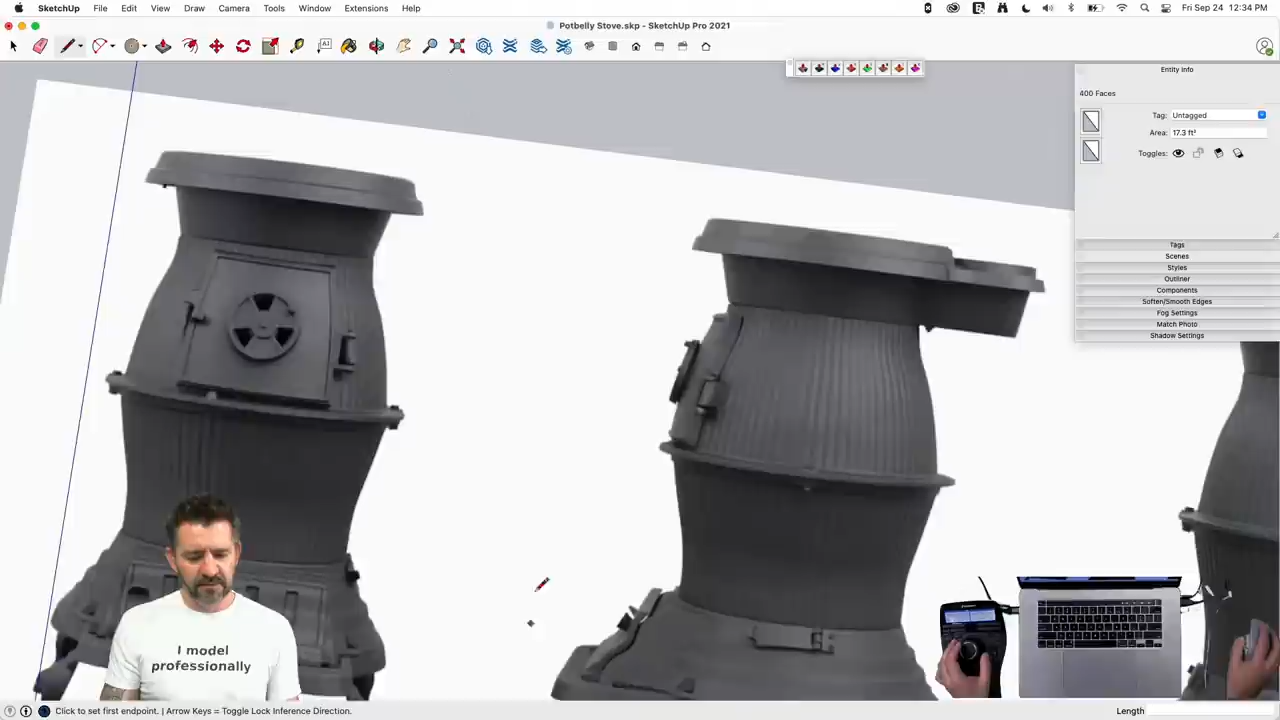 SketchUp File Edit View Draw Camera Tools Window Extensions Help
Fri Sep 24 12:34 PM
Potbelly Stove.skp - SketchUp Pro 2021
Entity Info
400 Faces
Tag: Untagged
Area: 17.3 ft²
Toggles:
Tags
Scenes
Styles
Outliner
Components
Soften/Smooth Edges
Fog Settings
Match Photo
Shadow Settings
I model
professionally
Click to set first endpoint. | Arrow Keys = Toggle Lock Inference Direction.
Length